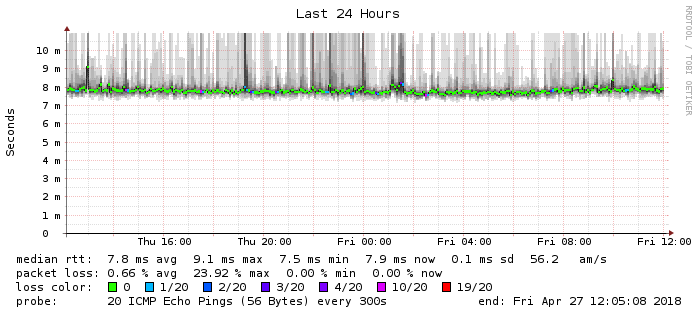 Last 24 Hours
RRDTOOL / TOBI OETIKER
Seconds
10 m
9 m
8 m
7 m
6 m
5 m
4 m
3 m
2 m
1 m
0
Thu 16:00 Thu 20:00 Fri 00:00 Fri 04:00 Fri 08:00 Fri 12:00
median rtt: 7.8 ms avg 9.1 ms max 7.5 ms min 7.9 ms now 0.1 ms sd 56.2 am/s
packet loss: 0.66 % avg 23.92 % max 0.00 % min 0.00 % now
loss color: 0 1/20 2/20 3/20 4/20 10/20 19/20
probe: 20 ICMP Echo Pings (56 Bytes) every 300s end: Fri Apr 27 12:05:08 2018